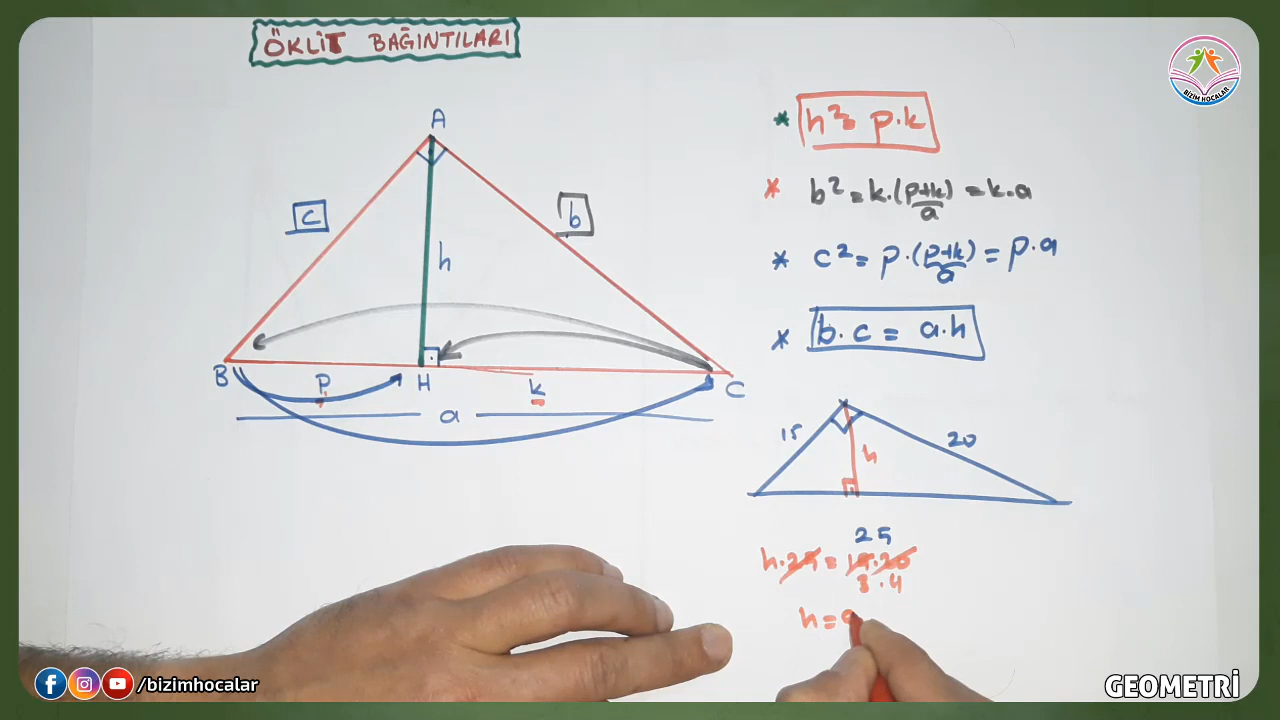 ÖKLİT BAĞINTILARI
BİZİM HOCALAR
A
c
b
h
B
P
H
k
C
a
* h² = p.k
* b² = k.(p+k) = k.a
a
* c² = p.(p+k) = p.a
a
* b.c = a.h
15
20
h
25
h.25 = 15.20
3.4
h =
/bizimhocalar
GEOMETRİ